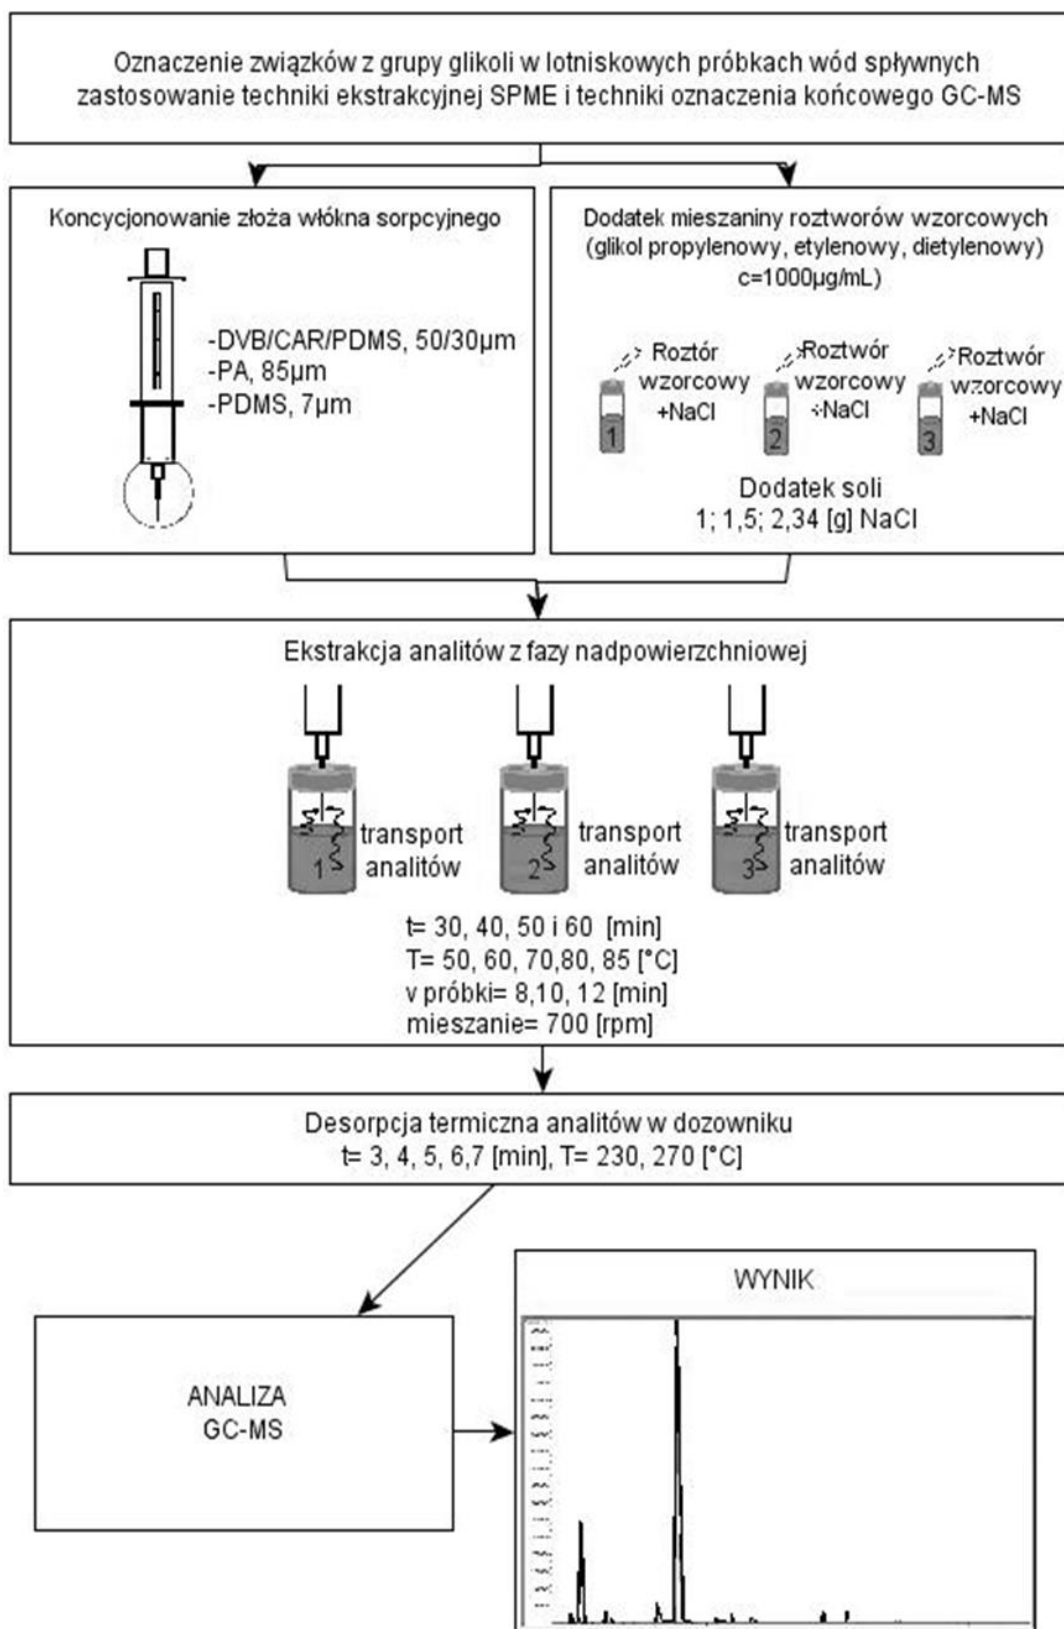 Oznaczenie związków z grupy glikoli w lotniskowych próbkach wód spływnych
zastosowanie techniki ekstrakcyjnej SPME i techniki oznaczenia końcowego GC-MS
Koncycjonowanie złoża włókna sorpcyjnego
-DVB/CAR/PDMS, 50/30µm
-PA, 85µm
-PDMS, 7µm
Dodatek mieszaniny roztworów wzorcowych
(glikol propylenowy, etylenowy, dietylenowy)
c=1000µg/mL)
Roztór
wzorcowy
+NaCl
1
Roztwór
wzorcowy
+NaCl
2
Roztwór
wzorcowy
+NaCl
3
Dodatek soli
1; 1,5; 2,34 [g] NaCl
Ekstrakcja analitów z fazy nadpowierzchniowej
1
transport
analitów
2
transport
analitów
3
transport
analitów
t= 30, 40, 50 i 60 [min]
T= 50, 60, 70,80, 85 [°C]
v próbki= 8,10, 12 [min]
mieszanie= 700 [rpm]
Desorpcja termiczna analitów w dozowniku
t= 3, 4, 5, 6,7 [min], T= 230, 270 [°C]
ANALIZA
GC-MS
WYNIK